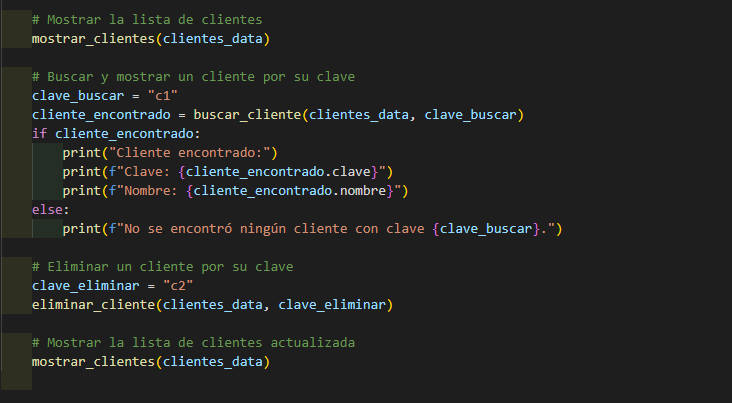 # Mostrar la lista de clientes
mostrar_clientes(clientes_data)
# Buscar y mostrar un cliente por su clave
clave_buscar = "c1"
cliente_encontrado = buscar_cliente(clientes_data, clave_buscar)
if cliente_encontrado:
    print("Cliente encontrado:")
    print(f"Clave: {cliente_encontrado.clave}")
    print(f"Nombre: {cliente_encontrado.nombre}")
else:
    print(f"No se encontró ningún cliente con clave {clave_buscar}.")
# Eliminar un cliente por su clave
clave_eliminar = "c2"
eliminar_cliente(clientes_data, clave_eliminar)
# Mostrar la lista de clientes actualizada
mostrar_clientes(clientes_data)